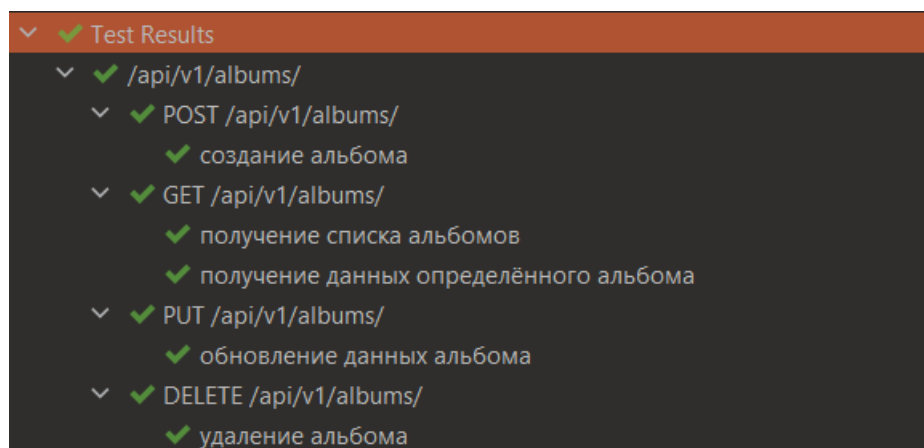 Test Results
/api/v1/albums/
POST /api/v1/albums/
создание альбома
GET /api/v1/albums/
получение списка альбомов
получение данных определённого альбома
PUT /api/v1/albums/
обновление данных альбома
DELETE /api/v1/albums/
удаление альбома